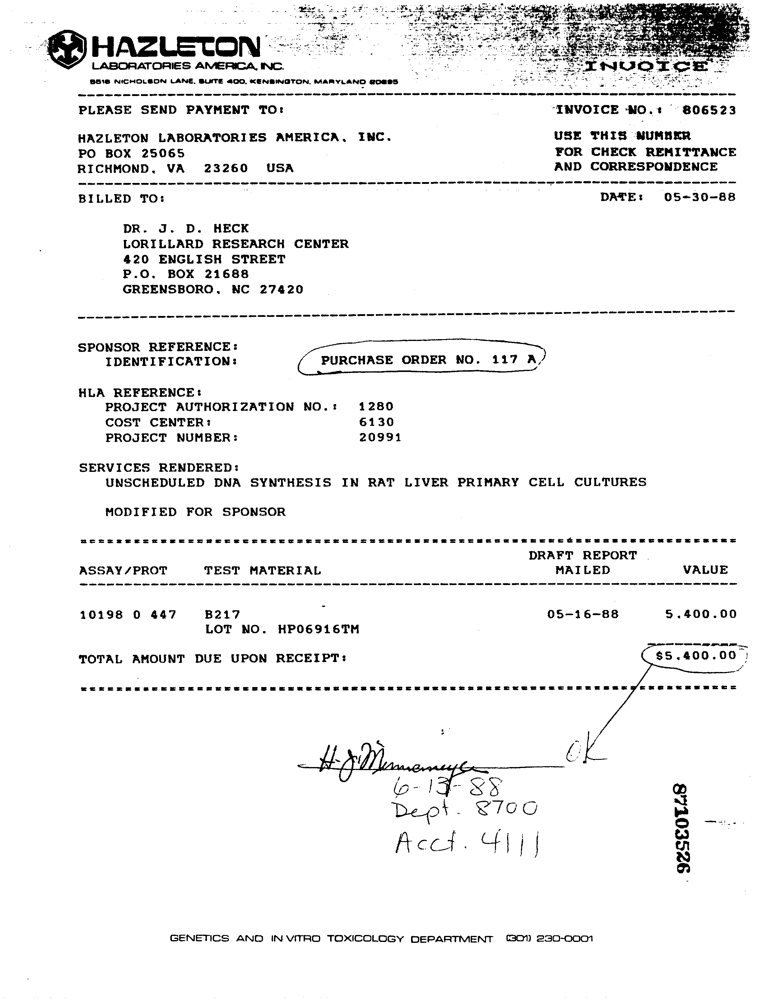 HAZLETON
LABORATORIES AMERICA, INC.
5516 NICHOLSON LANE, SUITE 400, KENSINGTON, MARYLAND 20895
INVOICE
PLEASE SEND PAYMENT TO: INVOICE NO.: 806523
HAZLETON LABORATORIES AMERICA, INC. USE THIS NUMBER
PO BOX 25065 FOR CHECK REMITTANCE
RICHMOND, VA 23260 USA AND CORRESPONDENCE
BILLED TO: DATE: 05-30-88
DR. J. D. HECK
LORILLARD RESEARCH CENTER
420 ENGLISH STREET
P.O. BOX 21688
GREENSBORO, NC 27420
SPONSOR REFERENCE:
IDENTIFICATION: PURCHASE ORDER NO. 117 A
HLA REFERENCE:
PROJECT AUTHORIZATION NO.: 1280
COST CENTER: 6130
PROJECT NUMBER: 20991
SERVICES RENDERED:
UNSCHEDULED DNA SYNTHESIS IN RAT LIVER PRIMARY CELL CULTURES
MODIFIED FOR SPONSOR
DRAFT REPORT
ASSAY/PROT TEST MATERIAL MAILED VALUE
10198 0 447 B217 05-16-88 5,400.00
LOT NO. HP06916TM
TOTAL AMOUNT DUE UPON RECEIPT: $5,400.00
OK
H. J. Minnemeyer
6-13-88
Dept. 8700
Acct. 4111
87103526
GENETICS AND IN VITRO TOXICOLOGY DEPARTMENT (301) 230-0001